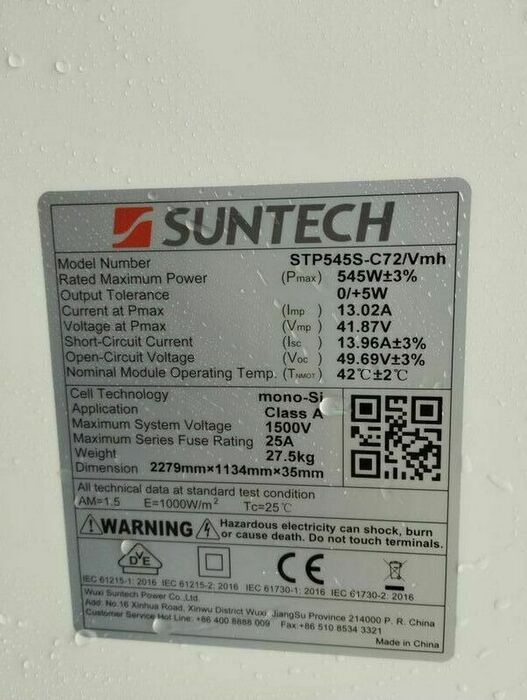 SUNTECH
Model Number STP545S-C72/Vmh
Rated Maximum Power (Pmax) 545W±3%
Output Tolerance 0/+5W
Current at Pmax (Imp) 13.02A
Voltage at Pmax (Vmp) 41.87V
Short-Circuit Current (Isc) 13.96A±3%
Open-Circuit Voltage (Voc) 49.69V±3%
Nominal Module Operating Temp. (TNMOT) 42℃±2℃
Cell Technology mono-Si
Application Class A
Maximum System Voltage 1500V
Maximum Series Fuse Rating 25A
Weight 27.5kg
Dimension 2279mm×1134mm×35mm
All technical data at standard test condition
AM=1.5 E=1000W/m² Tc=25℃
WARNING Hazardous electricity can shock, burn
or cause death. Do not touch terminals.
DVE CE
IEC 61215-1: 2016 IEC 61215-2: 2016 IEC 61730-1: 2016 IEC 61730-2: 2016
Wuxi Suntech Power Co.,Ltd.
Add: No.16 Xinhua Road, Xinwu District Wuxi, JiangSu Province 214000 P. R. China
Customer Service Hot Line: +86 400 8888 009 Fax:+86 510 8534 3321
Made in China